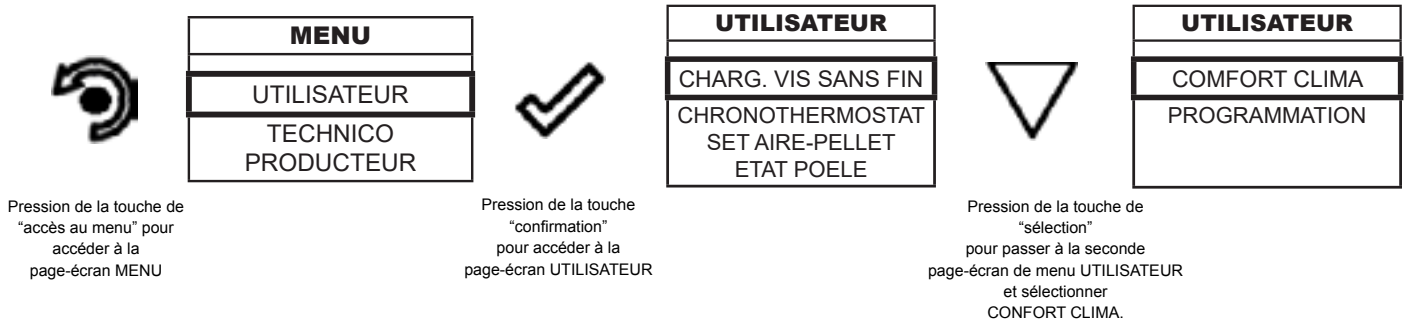 MENU
UTILISATEUR
TECHNICO
PRODUCTEUR
Pression de la touche de
“accès au menu” pour
accéder à la
page-écran MENU
Pression de la touche
“confirmation”
pour accéder à la
page-écran UTILISATEUR
UTILISATEUR
CHARG. VIS SANS FIN
CHRONOTHERMOSTAT
SET AIRE-PELLET
ETAT POELE
Pression de la touche de
“sélection”
pour passer à la seconde
page-écran de menu UTILISATEUR
et sélectionner
CONFORT CLIMA.
UTILISATEUR
COMFORT CLIMA
PROGRAMMATION